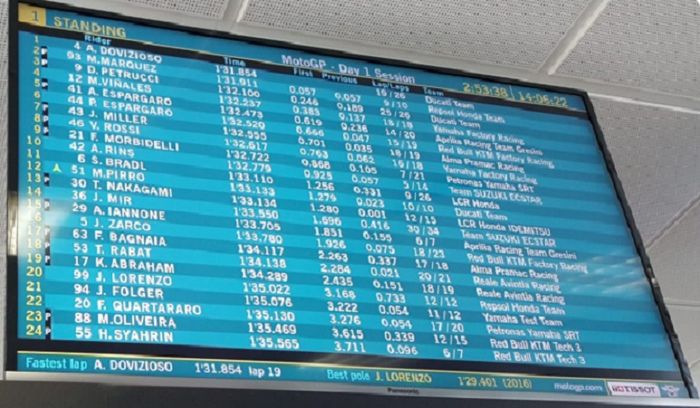 1 STANDING
MotoGP - Day 1 Session 2:53:38 | 14:06:22
Rider Time First Previous Lap/Laps Team
1 4 A. DOVIZIOSO 1'31.854 19/26 Ducati Team
2 P 93 M.MARQUEZ 1'31.911 0.057 0.057 9/10 Repsol Honda Team
3 P 9 D. PETRUCCI 1'32.100 0.246 0.189 25/26 Ducati Team
4 12 M.VIÑALES 1'32.237 0.383 0.137 18/18 Yamaha Factory Racing
5 41 A. ESPARGARO 1'32.473 0.619 0.236 14/20 Aprilia Racing Team Gresini
6 44 P. ESPARGARO 1'32.520 0.666 0.047 15/19 Red Bull KTM Factory Racing
7 P 43 J. MILLER 1'32.555 0.701 0.035 18/19 Alma Pramac Racing
8 P 46 V. ROSSI 1'32.617 0.763 0.062 18/18 Yamaha Factory Racing
9 P 21 F. MORBIDELLI 1'32.722 0.868 0.105 7/21 Petronas Yamaha SRT
10 42 A. RINS 1'32.779 0.925 0.057 5/14 Team SUZUKI ECSTAR
11 6 S. BRADL 1'33.110 1.256 0.331 9/26 LCR Honda
12 51 M.PIRRO 1'33.133 1.279 0.023 10/10 Ducati Team
13 P 30 T. NAKAGAMI 1'33.134 1.280 0.001 12/13 LCR Honda IDEMITSU
14 36 J. MIR 1'33.550 1.696 0.416 30/34 Team SUZUKI ECSTAR
15 P 29 A. IANNONE 1'33.705 1.851 0.155 6/7 Aprilia Racing Team Gresini
16 5 J. ZARCO 1'33.780 1.926 0.075 18/23 Red Bull KTM Factory Racing
17 P 63 F. BAGNAIA 1'34.117 2.263 0.337 17/18 Alma Pramac Racing
18 P 53 T. RABAT 1'34.138 2.284 0.021 20/21 Reale Avintia Racing
19 P 17 K. ABRAHAM 1'34.289 2.435 0.151 18/19 Reale Avintia Racing
20 99 J. LORENZO 1'35.022 3.168 0.733 12/12 Repsol Honda Team
21 94 J. FOLGER 1'35.076 3.222 0.054 11/12 Yamaha Test Team
22 20 F. QUARTARARO 1'35.130 3.276 0.054 17/20 Petronas Yamaha SRT
23 P 88 M.OLIVEIRA 1'35.469 3.615 0.339 12/15 Red Bull KTM Tech 3
24 P 55 H.SYAHRIN 1'35.565 3.711 0.096 6/7 Red Bull KTM Tech 3
Fastest lap A. DOVIZIOSO 1'31.854 lap 19 Best pole J. LORENZO 1'29.401 (2016) motogp.com TISSOT
Panasonic